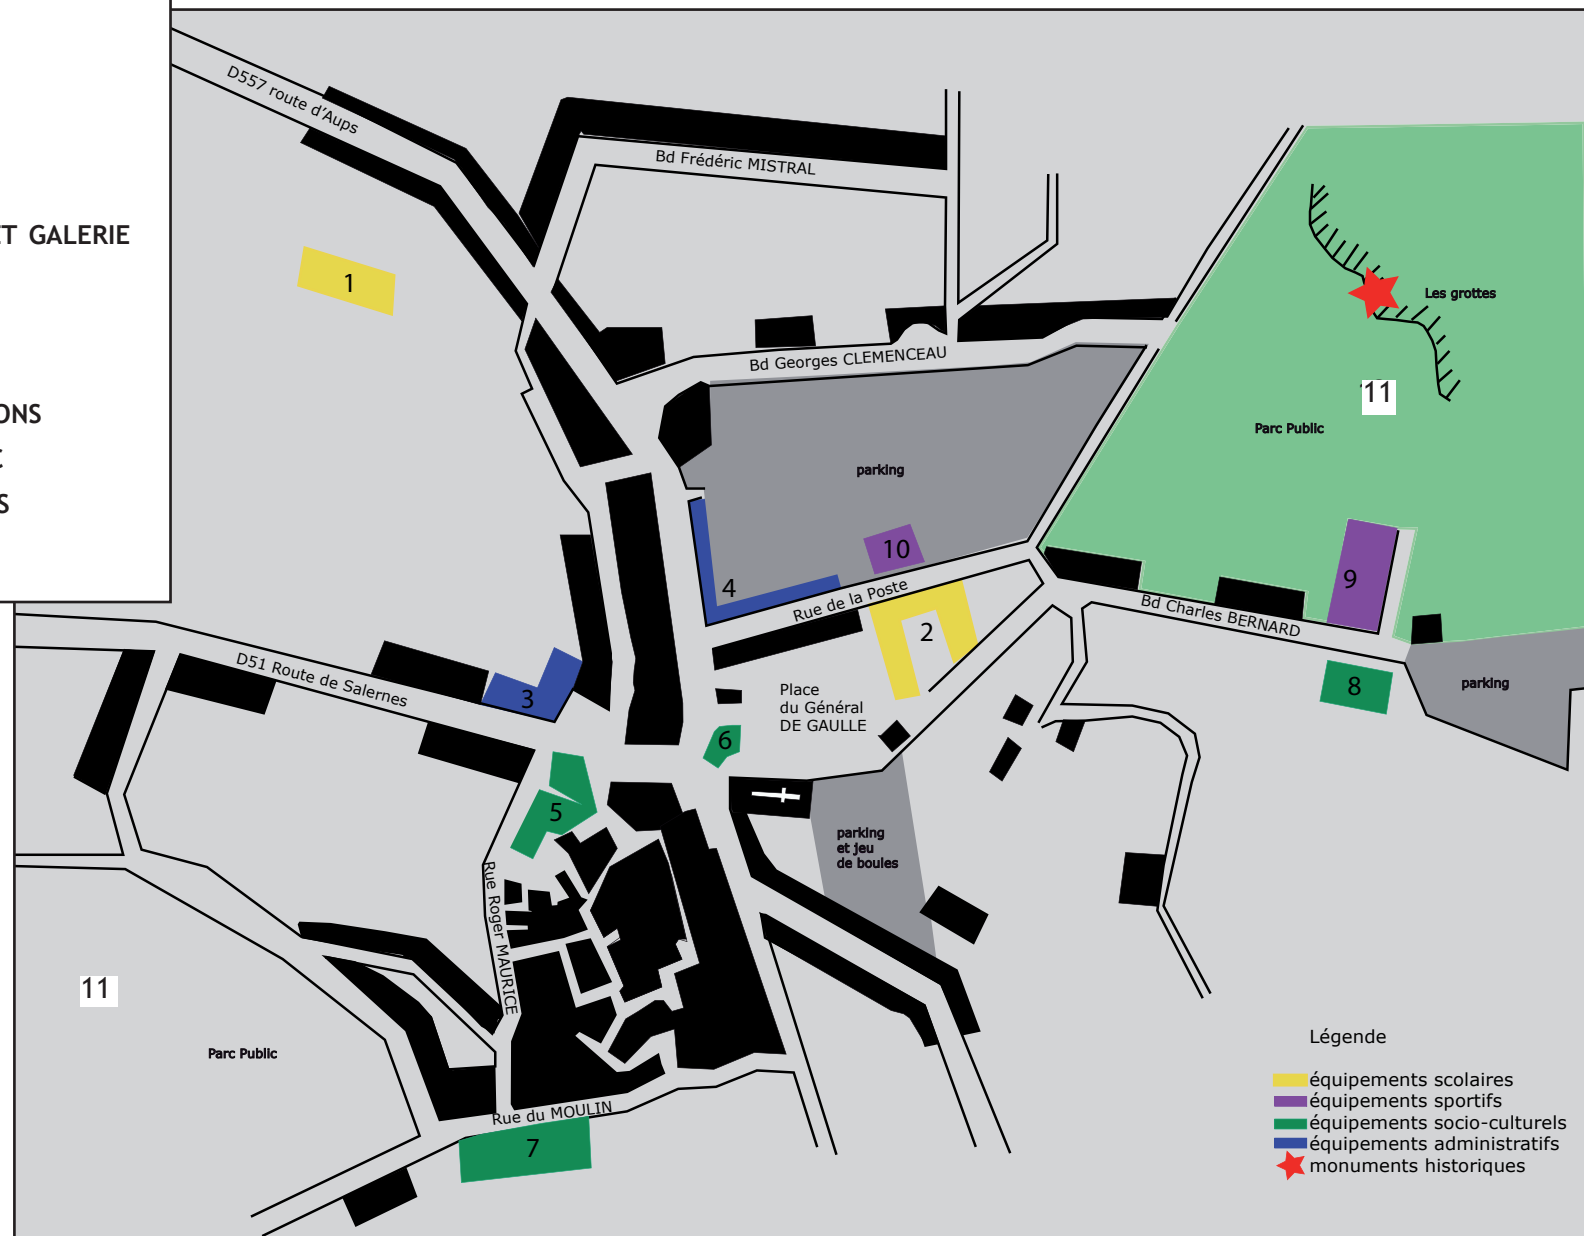 ET GALERIE
ONS
S
D557 route d'Aups
Bd Frédéric MISTRAL
1
Les grottes
Bd Georges CLEMENCEAU
11
Parc Public
parking
10
4
9
Rue de la Poste
2
Bd Charles BERNARD
D51 Route de Salernes
3
Place
du Général
DE GAULLE
8
parking
6
5
parking
et jeu
de boules
Rue Roger MAURICE
11
Parc Public
Rue du MOULIN
7
Légende
équipements scolaires
équipements sportifs
équipements socio-culturels
équipements administratifs
monuments historiques